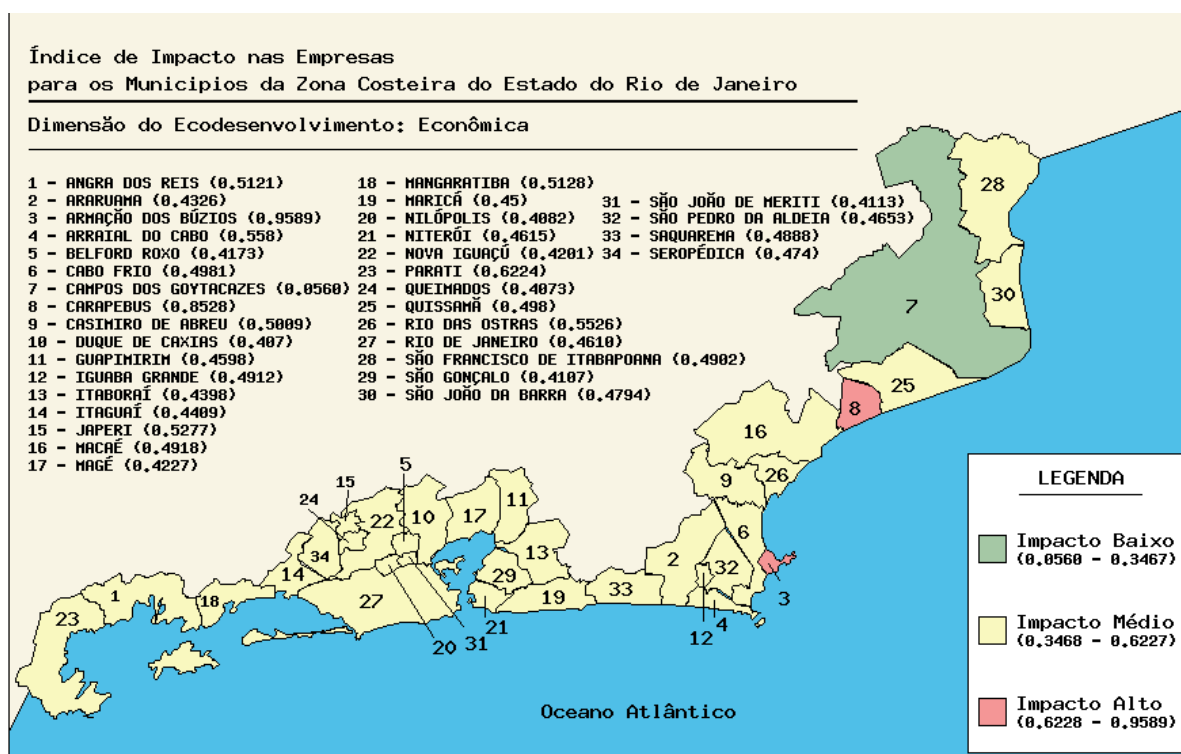 Índice de Impacto nas Empresas
para os Municipios da Zona Costeira do Estado do Rio de Janeiro
Dimensão do Ecodesenvolvimento: Econômica
1 - ANGRA DOS REIS (0.5121)
2 - ARARUAMA (0.4326)
3 - ARMAÇÃO DOS BÚZIOS (0.9589)
4 - ARRAIAL DO CABO (0.558)
5 - BELFORD ROXO (0.4173)
6 - CABO FRIO (0.4981)
7 - CAMPOS DOS GOYTACAZES (0.0560)
8 - CARAPEBUS (0.8528)
9 - CASIMIRO DE ABREU (0.5009)
10 - DUQUE DE CAXIAS (0.407)
11 - GUAPIMIRIM (0.4598)
12 - IGUABA GRANDE (0.4912)
13 - ITABORAÍ (0.4398)
14 - ITAGUAÍ (0.4409)
15 - JAPERI (0.5277)
16 - MACAÉ (0.4918)
17 - MAGÉ (0.4227)
18 - MANGARATIBA (0.5128)
19 - MARICÁ (0.45)
20 - NILÓPOLIS (0.4082)
21 - NITERÓI (0.4615)
22 - NOVA IGUAÇÚ (0.4201)
23 - PARATI (0.6224)
24 - QUEIMADOS (0.4073)
25 - QUISSAMÃ (0.498)
26 - RIO DAS OSTRAS (0.5526)
27 - RIO DE JANEIRO (0.4610)
28 - SÃO FRANCISCO DE ITABAPOANA (0.4902)
29 - SÃO GONÇALO (0.4107)
30 - SÃO JOÃO DA BARRA (0.4794)
31 - SÃO JOÃO DE MERITI (0.4113)
32 - SÃO PEDRO DA ALDEIA (0.4653)
33 - SAQUAREMA (0.4888)
34 - SEROPÉDICA (0.474)
28
30
7
25
8
16
26
9
6
5
15
24
22
10
17
11
34
13
2
32
14
29
33
19
27
18
1
23
3
4
12
21
31
20
Oceano Atlântico
LEGENDA
Impacto Baixo
(0.0560 - 0.3467)
Impacto Médio
(0.3468 - 0.6227)
Impacto Alto
(0.6228 - 0.9589)